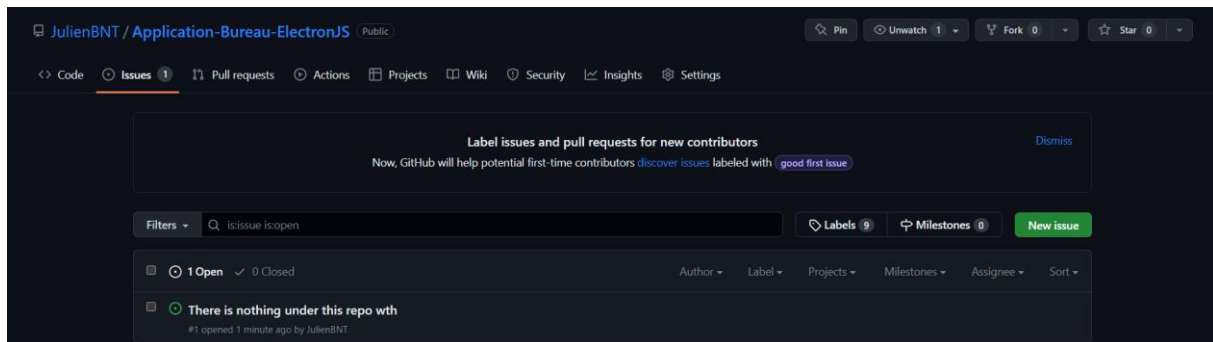 JulienBNT / Application-Bureau-ElectronJS Public Pin Unwatch 1 Fork 0 Star 0
<> Code Issues 1 Pull requests Actions Projects Wiki Security Insights Settings
Label issues and pull requests for new contributors Dismiss
Now, GitHub will help potential first-time contributors discover issues labeled with good first issue
Filters is:issue is:open Labels 9 Milestones 0 New issue
1 Open 0 Closed Author Label Projects Milestones Assignee Sort
There is nothing under this repo wth
#1 opened 1 minute ago by JulienBNT